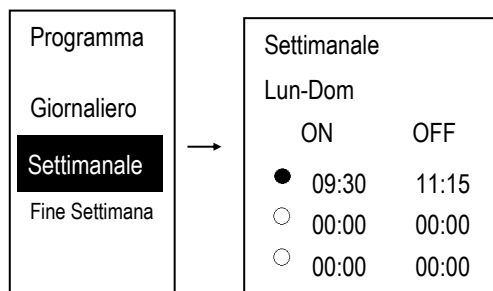 Programma
Giornaliero
Settimanale
Fine Settimana
Settimanale
Lun-Dom
ON OFF
09:30 11:15
00:00 00:00
00:00 00:00